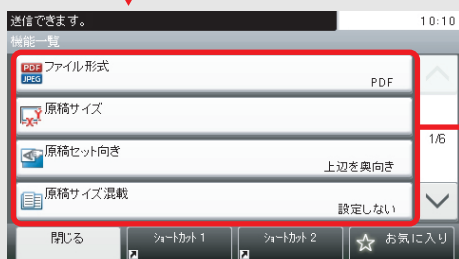 送信できます。
10:10
機能一覧
PDF
JPEG
ファイル形式
PDF
原稿サイズ
原稿セット向き
上辺を奥向き
原稿サイズ混載
設定しない
1/6
閉じる
ショートカット 1
ショートカット 2
お気に入り